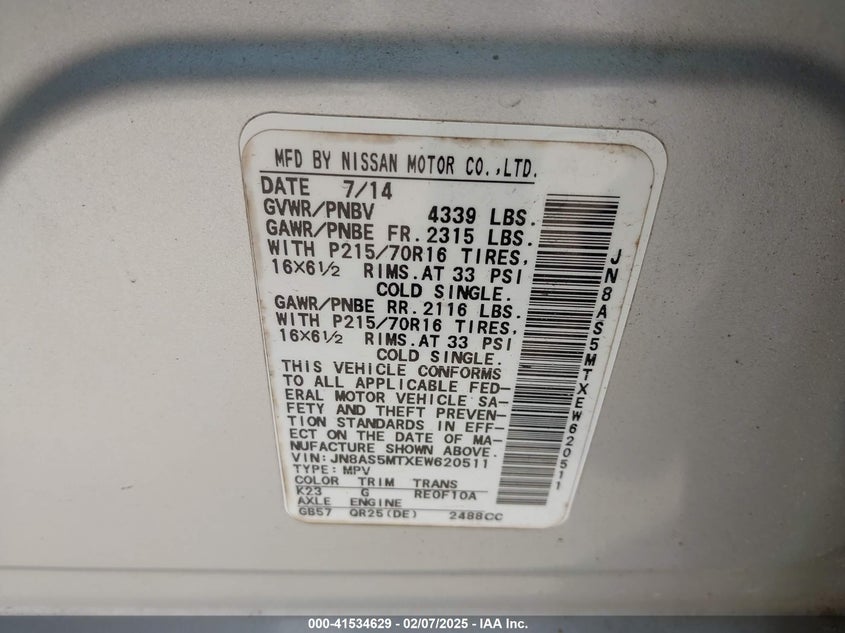 MFD BY NISSAN MOTOR CO.,LTD.
DATE 7/14
GVWR/PNBV 4339 LBS.
GAWR/PNBE FR. 2315 LBS.
WITH P215/70R16 TIRES,
16×6½ RIMS. AT 33 PSI
COLD SINGLE.
GAWR/PNBE RR. 2116 LBS.
WITH P215/70R16 TIRES,
16×6½ RIMS. AT 33 PSI
COLD SINGLE.
THIS VEHICLE CONFORMS
TO ALL APPLICABLE FED-
ERAL MOTOR VEHICLE SA-
FETY AND THEFT PREVEN-
TION STANDARDS IN EFF-
ECT ON THE DATE OF MA-
NUFACTURE SHOWN ABOVE.
VIN: JN8AS5MTXEW620511
TYPE: MPV
COLOR TRIM TRANS
K23 G RE0F10A
AXLE ENGINE
GB57 QR25(DE) 2488CC
JN8AS5MTXEW620511
000-41534629 - 02/07/2025 - IAA Inc.